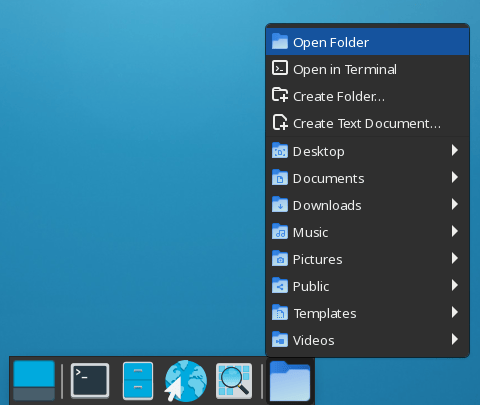 Open Folder
Open in Terminal
Create Folder...
Create Text Document...
Desktop
Documents
Downloads
Music
Pictures
Public
Templates
Videos